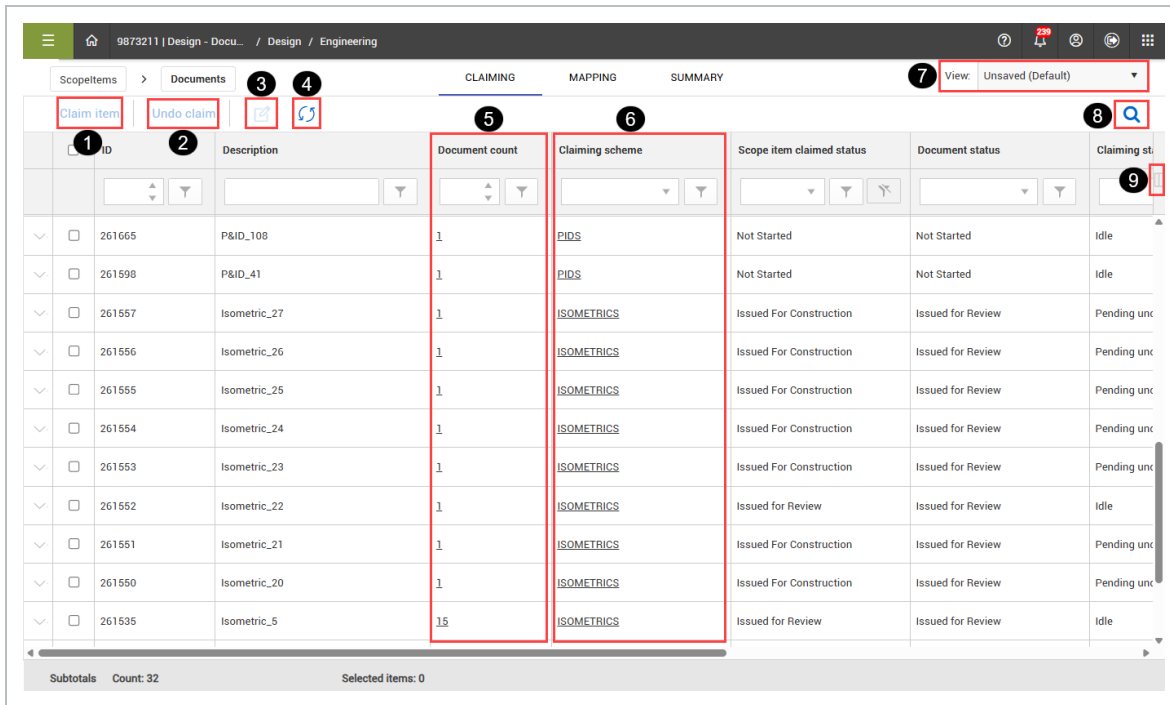 9873211 | Design - Docu... / Design / Engineering 239
ScopeItems > Documents CLAIMING MAPPING SUMMARY 7 View: Unsaved (Default)
Claim item Undo claim 3 4 8
1 2 5 6
ID Description Document count Claiming scheme Scope item claimed status Document status Claiming sta
9
261665 P&ID_108 1 PIDS Not Started Not Started Idle
261598 P&ID_41 1 PIDS Not Started Not Started Idle
261557 Isometric_27 1 ISOMETRICS Issued For Construction Issued for Review Pending und
261556 Isometric_26 1 ISOMETRICS Issued For Construction Issued for Review Pending und
261555 Isometric_25 1 ISOMETRICS Issued For Construction Issued for Review Pending und
261554 Isometric_24 1 ISOMETRICS Issued For Construction Issued for Review Pending und
261553 Isometric_23 1 ISOMETRICS Issued For Construction Issued for Review Pending und
261552 Isometric_22 1 ISOMETRICS Issued for Review Issued for Review Idle
261551 Isometric_21 1 ISOMETRICS Issued For Construction Issued for Review Pending und
261550 Isometric_20 1 ISOMETRICS Issued For Construction Issued for Review Pending und
261535 Isometric_5 15 ISOMETRICS Issued for Review Issued for Review Idle
Subtotals Count: 32 Selected items: 0